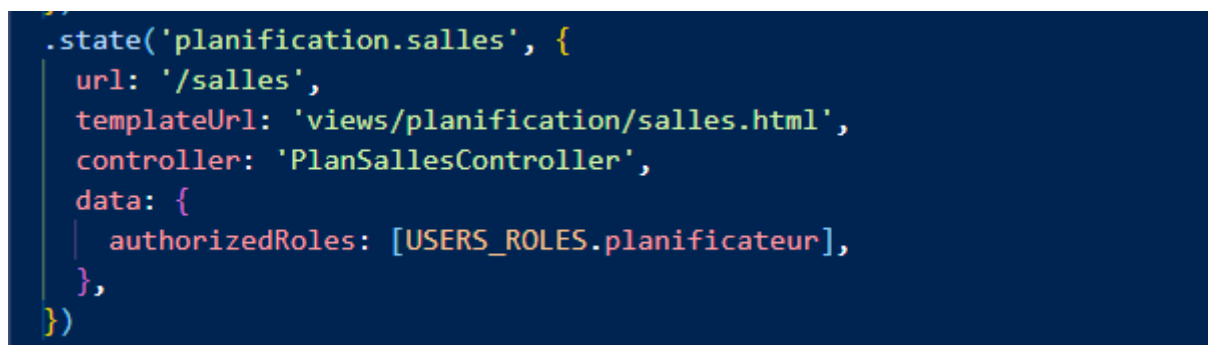 .state('planification.salles', {
url: '/salles',
templateUrl: 'views/planification/salles.html',
controller: 'PlanSallesController',
data: {
authorizedRoles: [USERS_ROLES.planificateur],
},
})